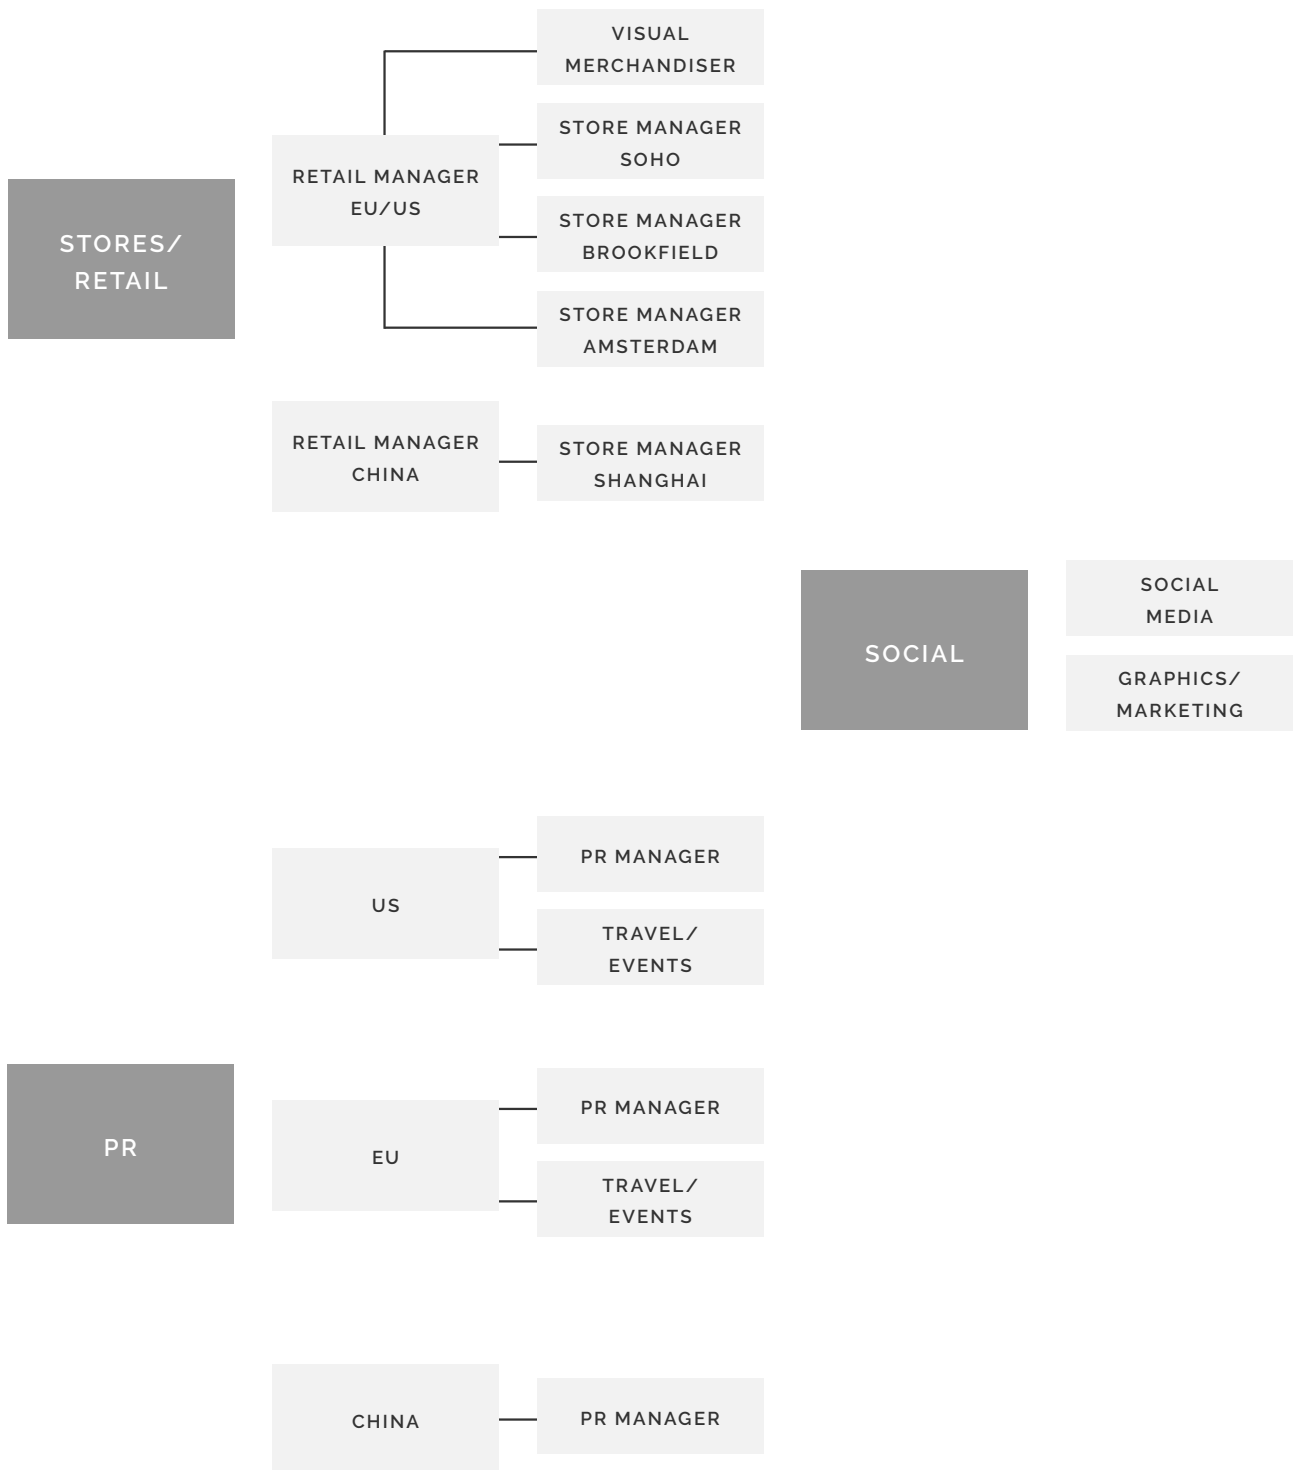 STORES/
RETAIL
RETAIL MANAGER
EU/US
VISUAL
MERCHANDISER
STORE MANAGER
SOHO
STORE MANAGER
BROOKFIELD
STORE MANAGER
AMSTERDAM
RETAIL MANAGER
CHINA
STORE MANAGER
SHANGHAI
SOCIAL
SOCIAL
MEDIA
GRAPHICS/
MARKETING
PR
US
PR MANAGER
TRAVEL/
EVENTS
EU
PR MANAGER
TRAVEL/
EVENTS
CHINA
PR MANAGER